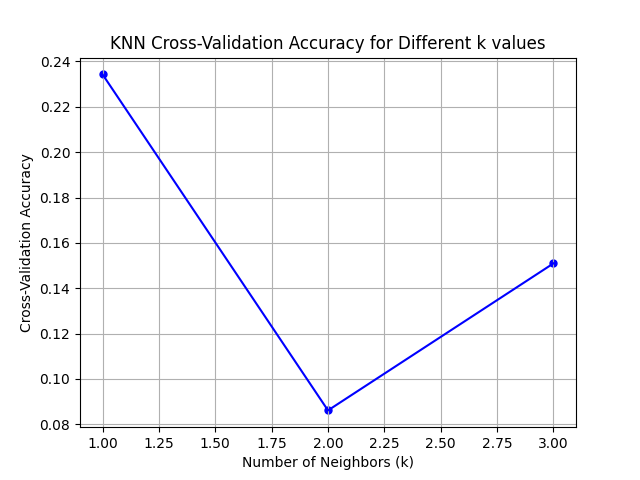 KNN Cross-Validation Accuracy for Different k values
0.24
0.22
0.20
0.18
0.16
0.14
0.12
0.10
0.08
Cross-Validation Accuracy
1.00 1.25 1.50 1.75 2.00 2.25 2.50 2.75 3.00
Number of Neighbors (k)